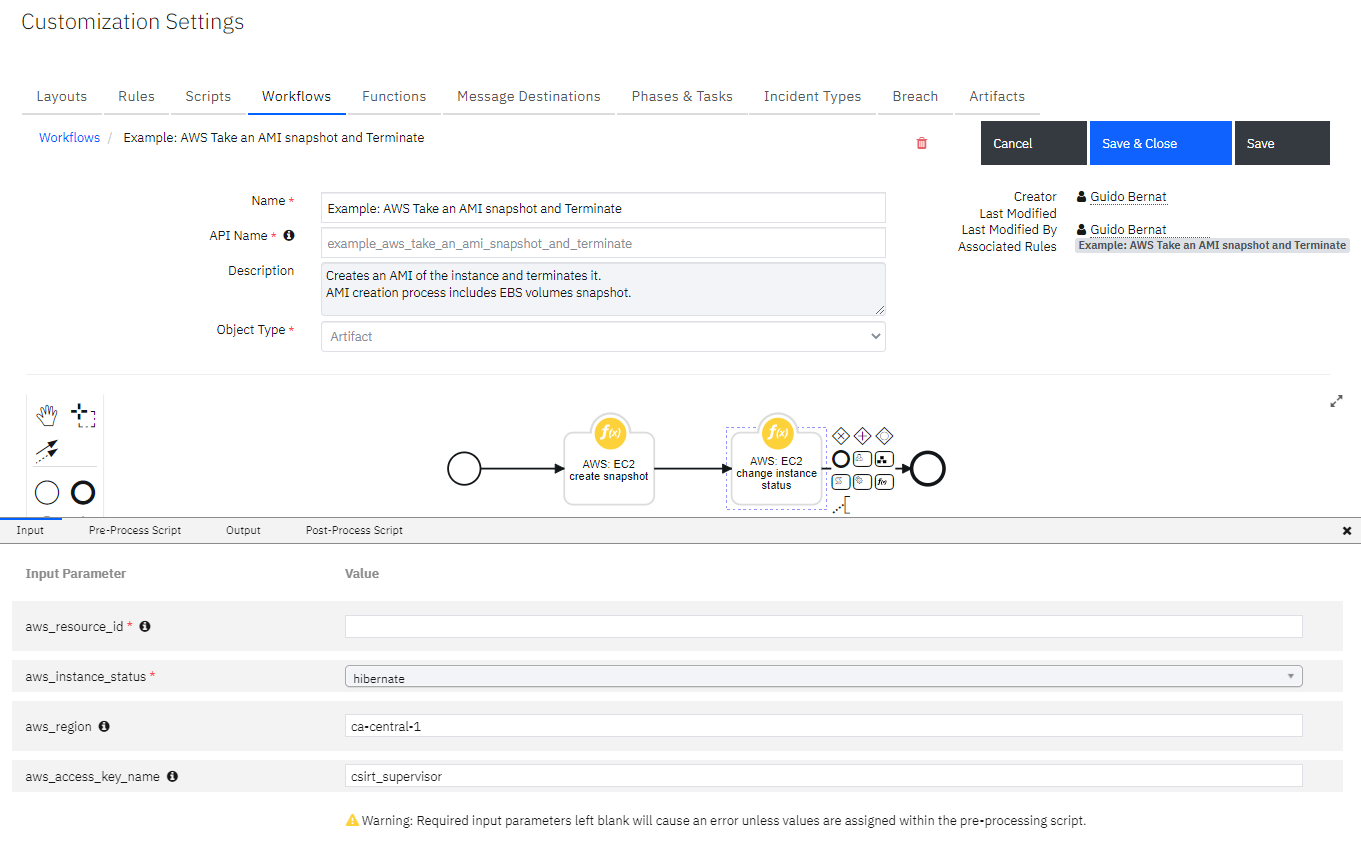 Customization Settings
Layouts Rules Scripts Workflows Functions Message Destinations Phases & Tasks Incident Types Breach Artifacts
Workflows / Example: AWS Take an AMI snapshot and Terminate
Cancel Save & Close Save
Name * Example: AWS Take an AMI snapshot and Terminate
API Name * example_aws_take_an_ami_snapshot_and_terminate
Description Creates an AMI of the instance and terminates it.
AMI creation process includes EBS volumes snapshot.
Object Type * Artifact
Creator Guido Bernat
Last Modified
Last Modified By Guido Bernat
Associated Rules Example: AWS Take an AMI snapshot and Terminate
f(x)
AWS: EC2
create snapshot
f(x)
AWS: EC2
change instance
status
f(x)
Input Pre-Process Script Output Post-Process Script
Input Parameter Value
aws_resource_id *
aws_instance_status * hibernate
aws_region ca-central-1
aws_access_key_name csirt_supervisor
Warning: Required input parameters left blank will cause an error unless values are assigned within the pre-processing script.